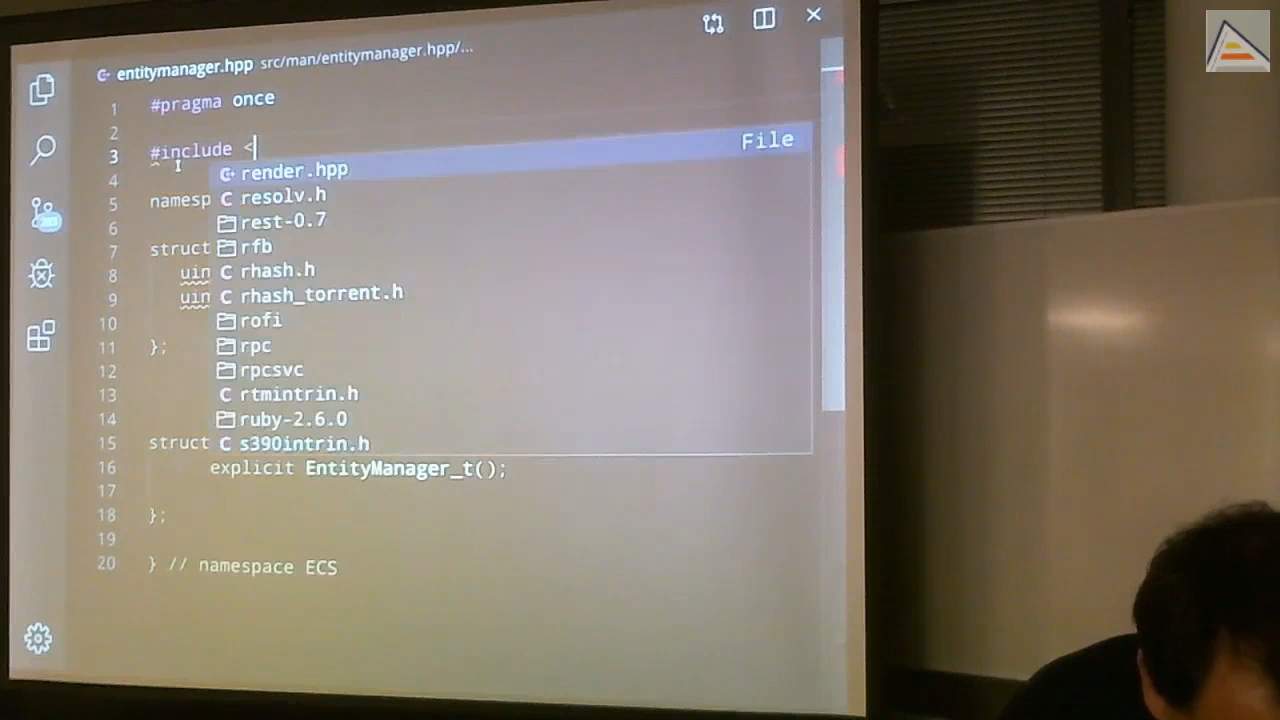 entitymanager.hpp src/man/entitymanager.hpp/...
1 #pragma once
2
3 #include <
File
render.hpp
4
resolv.h
5 namesp
rest-0.7
6
7 struct
rfb
8 uin
rhash.h
9 uin
rhash_torrent.h
10
rofi
11 };
rpc
12
rpcsvc
13
rtmintrin.h
14
ruby-2.6.0
15 struct
s390intrin.h
16 explicit EntityManager_t();
17
18 };
19
20 } // namespace ECS